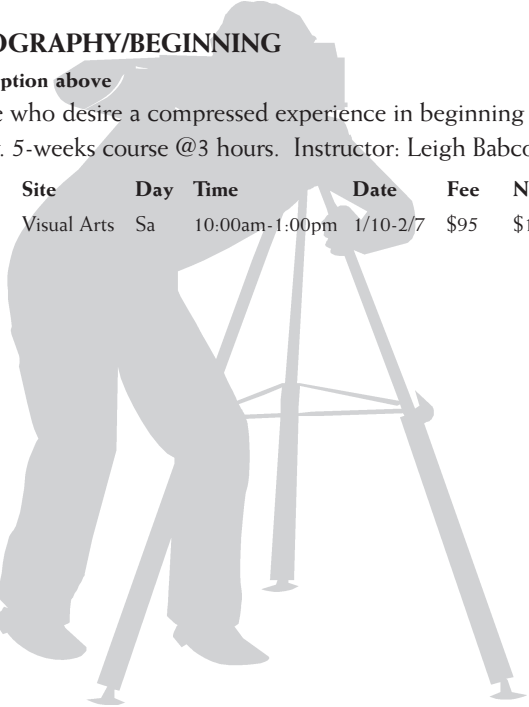 OGRAPHY/BEGINNING
ption above
who desire a compressed experience in beginning
5-weeks course @3 hours. Instructor: Leigh Babco
Site Day Time Date Fee N
Visual Arts Sa 10:00am-1:00pm 1/10-2/7 $95 $1